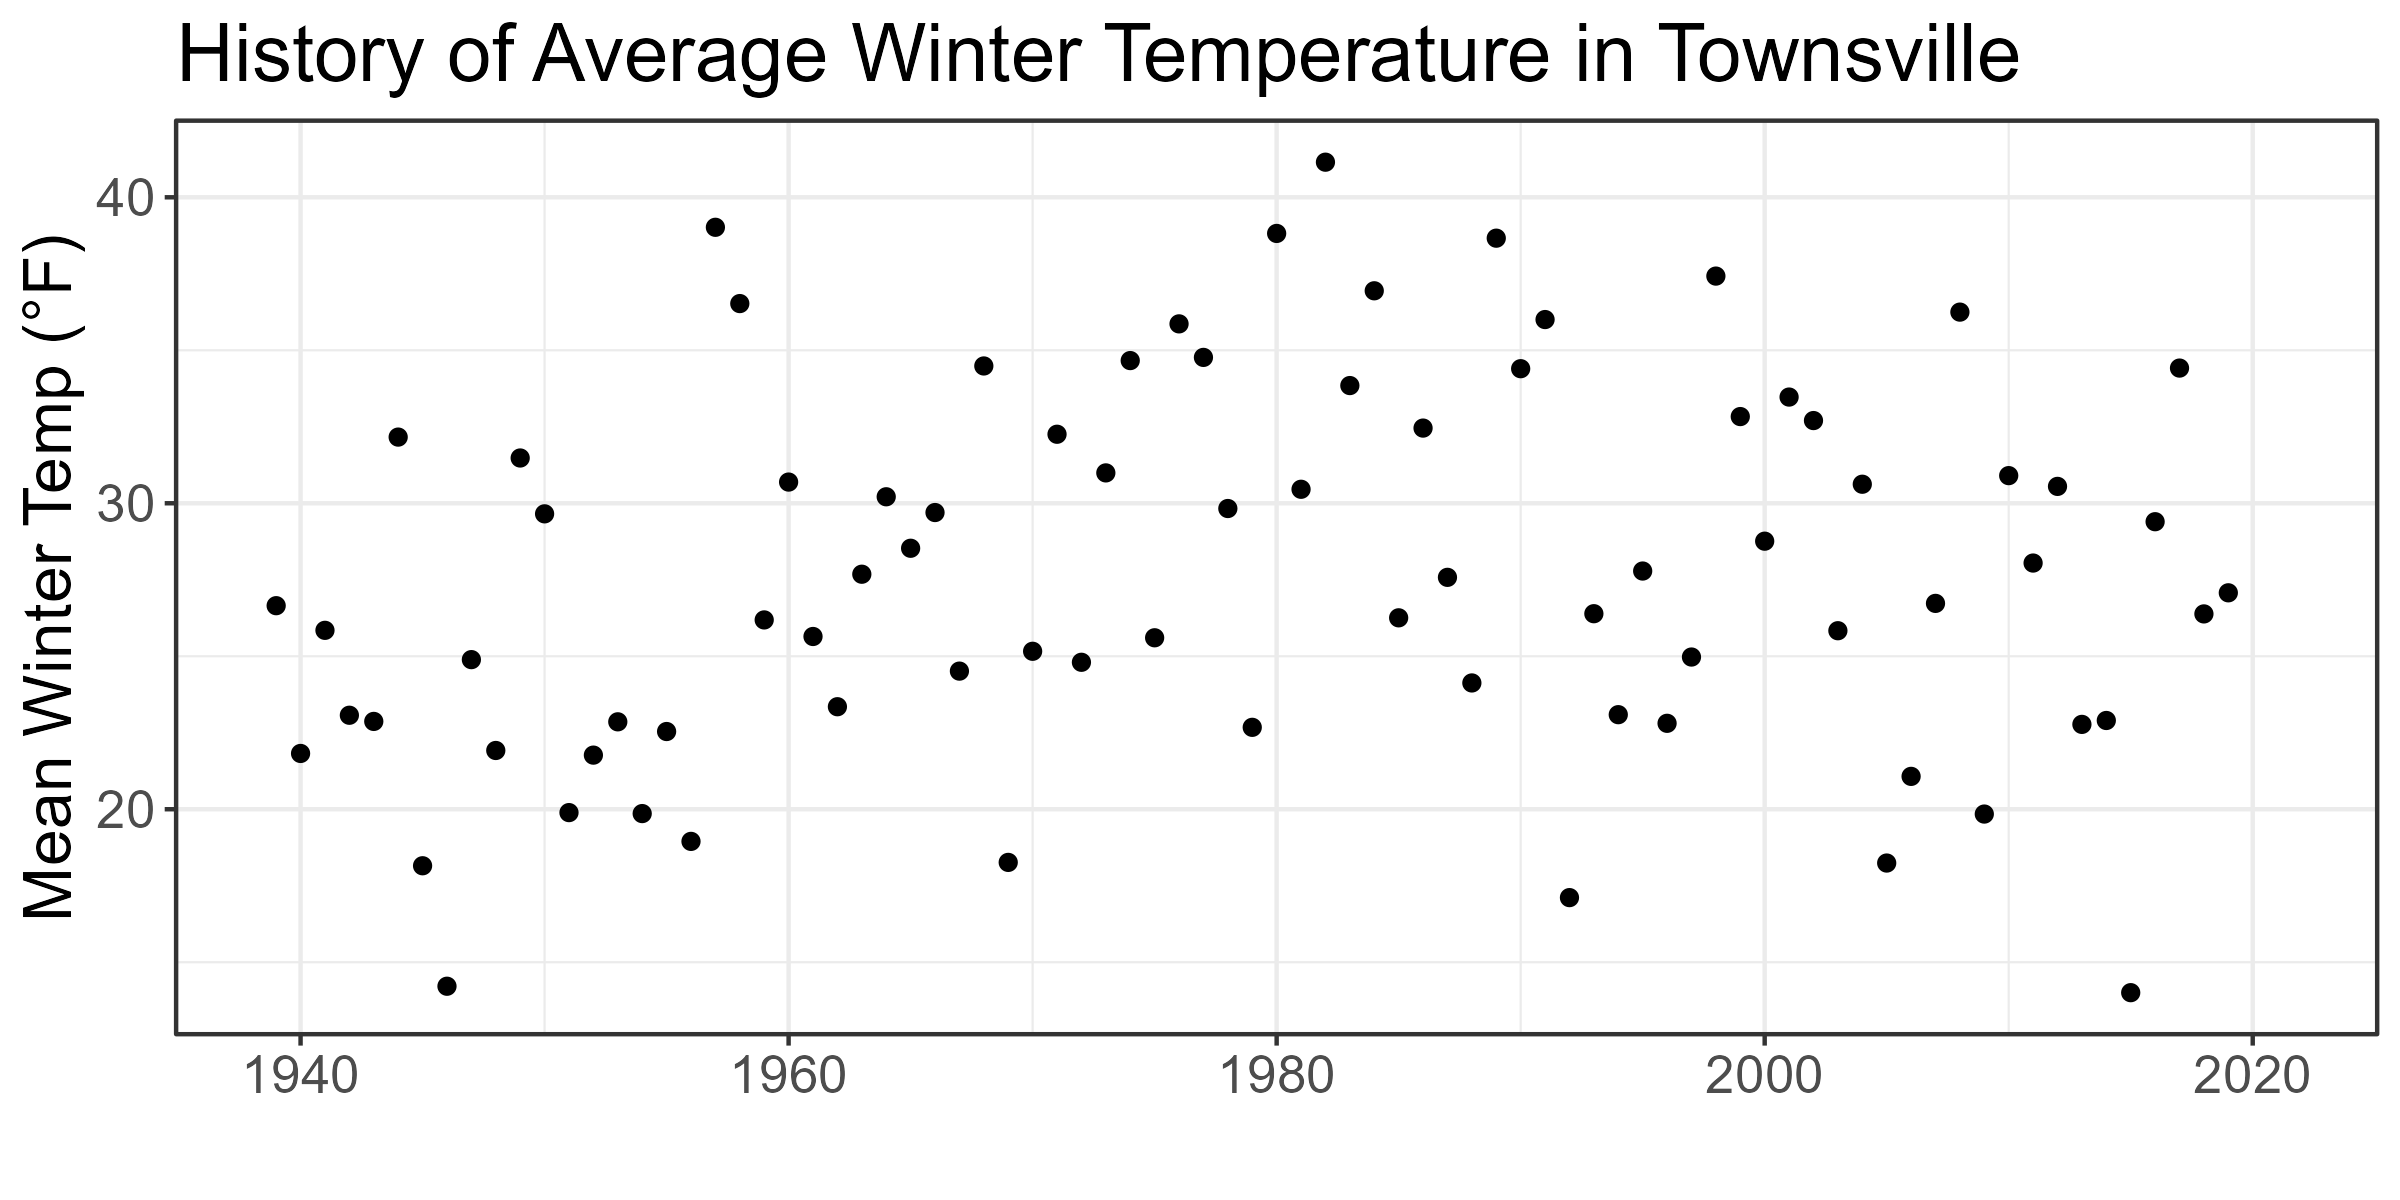 History of Average Winter Temperature in Townsville
Mean Winter Temp (°F)
40
30
20
1940 1960 1980 2000 2020